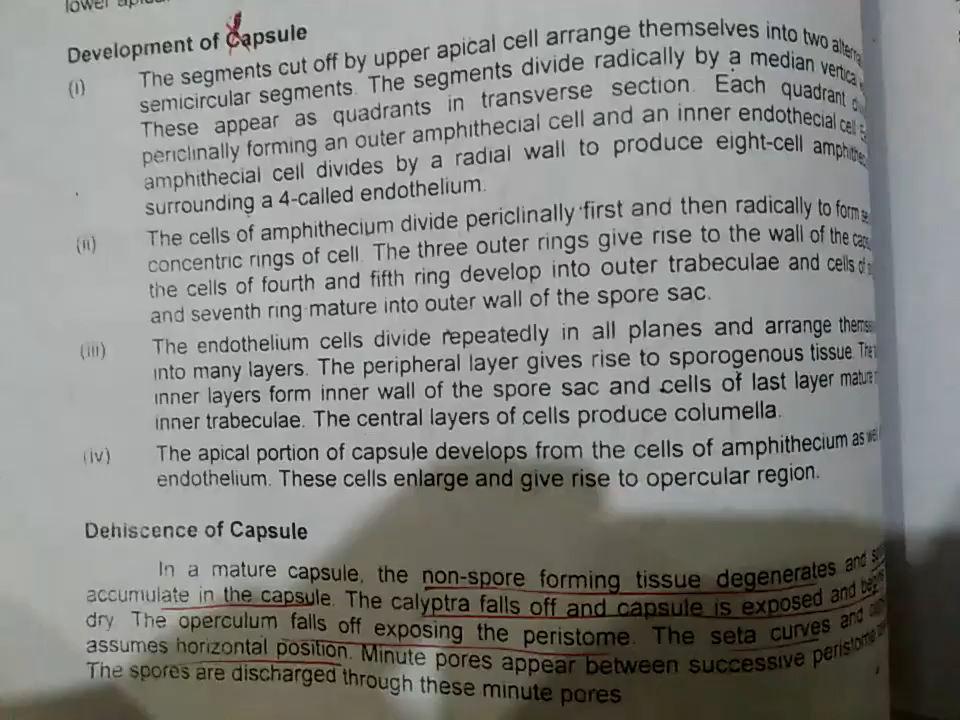 lower
Development of Capsule
(i) The segments cut off by upper apical cell arrange themselves into two
semicircular segments. The segments divide radically by a median
These appear as quadrants in transverse section. Each quadrant
periclinally forming an outer amphithecial cell and an inner endothecial cell
amphithecial cell divides by a radial wall to produce eight-cell
surrounding a 4-called endothelium.
(ii) The cells of amphithecium divide periclinally first and then radically to form
concentric rings of cell. The three outer rings give rise to the wall of the
the cells of fourth and fifth ring develop into outer trabeculae and cells of
and seventh ring mature into outer wall of the spore sac.
(iii) The endothelium cells divide repeatedly in all planes and arrange
into many layers. The peripheral layer gives rise to sporogenous tissue.
inner layers form inner wall of the spore sac and cells of last layer mature
inner trabeculae. The central layers of cells produce columella.
(iv) The apical portion of capsule develops from the cells of amphithecium as
endothelium. These cells enlarge and give rise to opercular region.
Dehiscence of Capsule
In a mature capsule, the non-spore forming tissue degenerates and
accumulate in the capsule. The calyptra falls off and capsule is exposed and
dry. The operculum falls off exposing the peristome. The seta curves and
assumes horizontal position. Minute pores appear between successive peristome
The spores are discharged through these minute pores